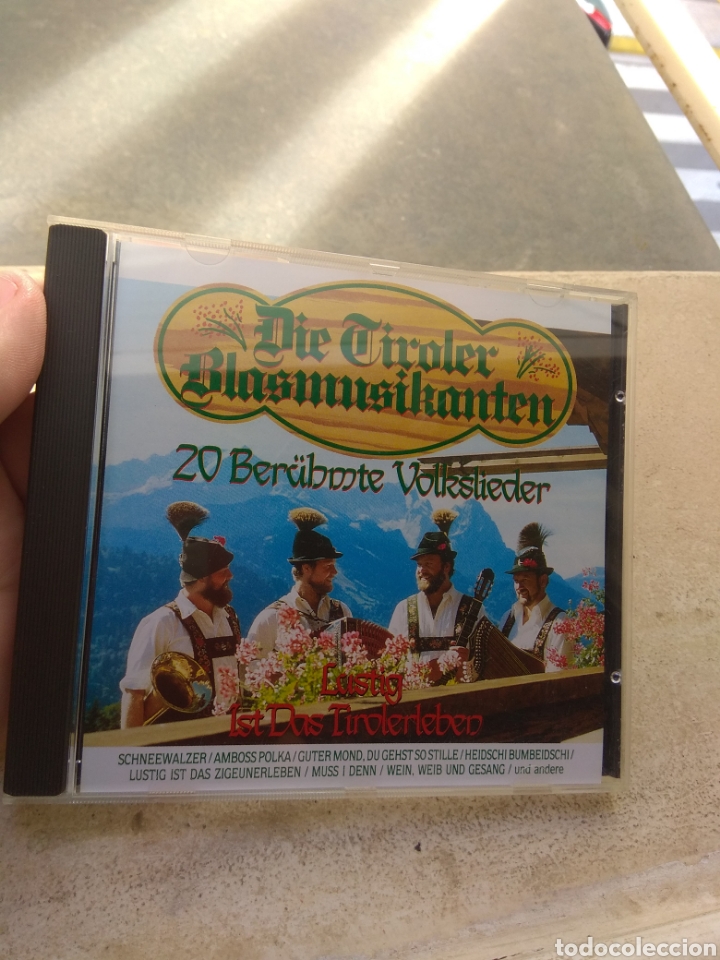 Die Tiroler
Blasmusikanten
20 Berühmte Volkslieder
Lustig
Ist Das Tirolerleben
SCHNEEWALZER / AMBOSS POLKA / GUTER MOND, DU GEHST SO STILLE / HEIDSCHI BUMBEIDSCHI /
LUSTIG IST DAS ZIGEUNERLEBEN / MUSS I DENN / WEIN, WEIB UND GESANG / und andere
todocoleccion